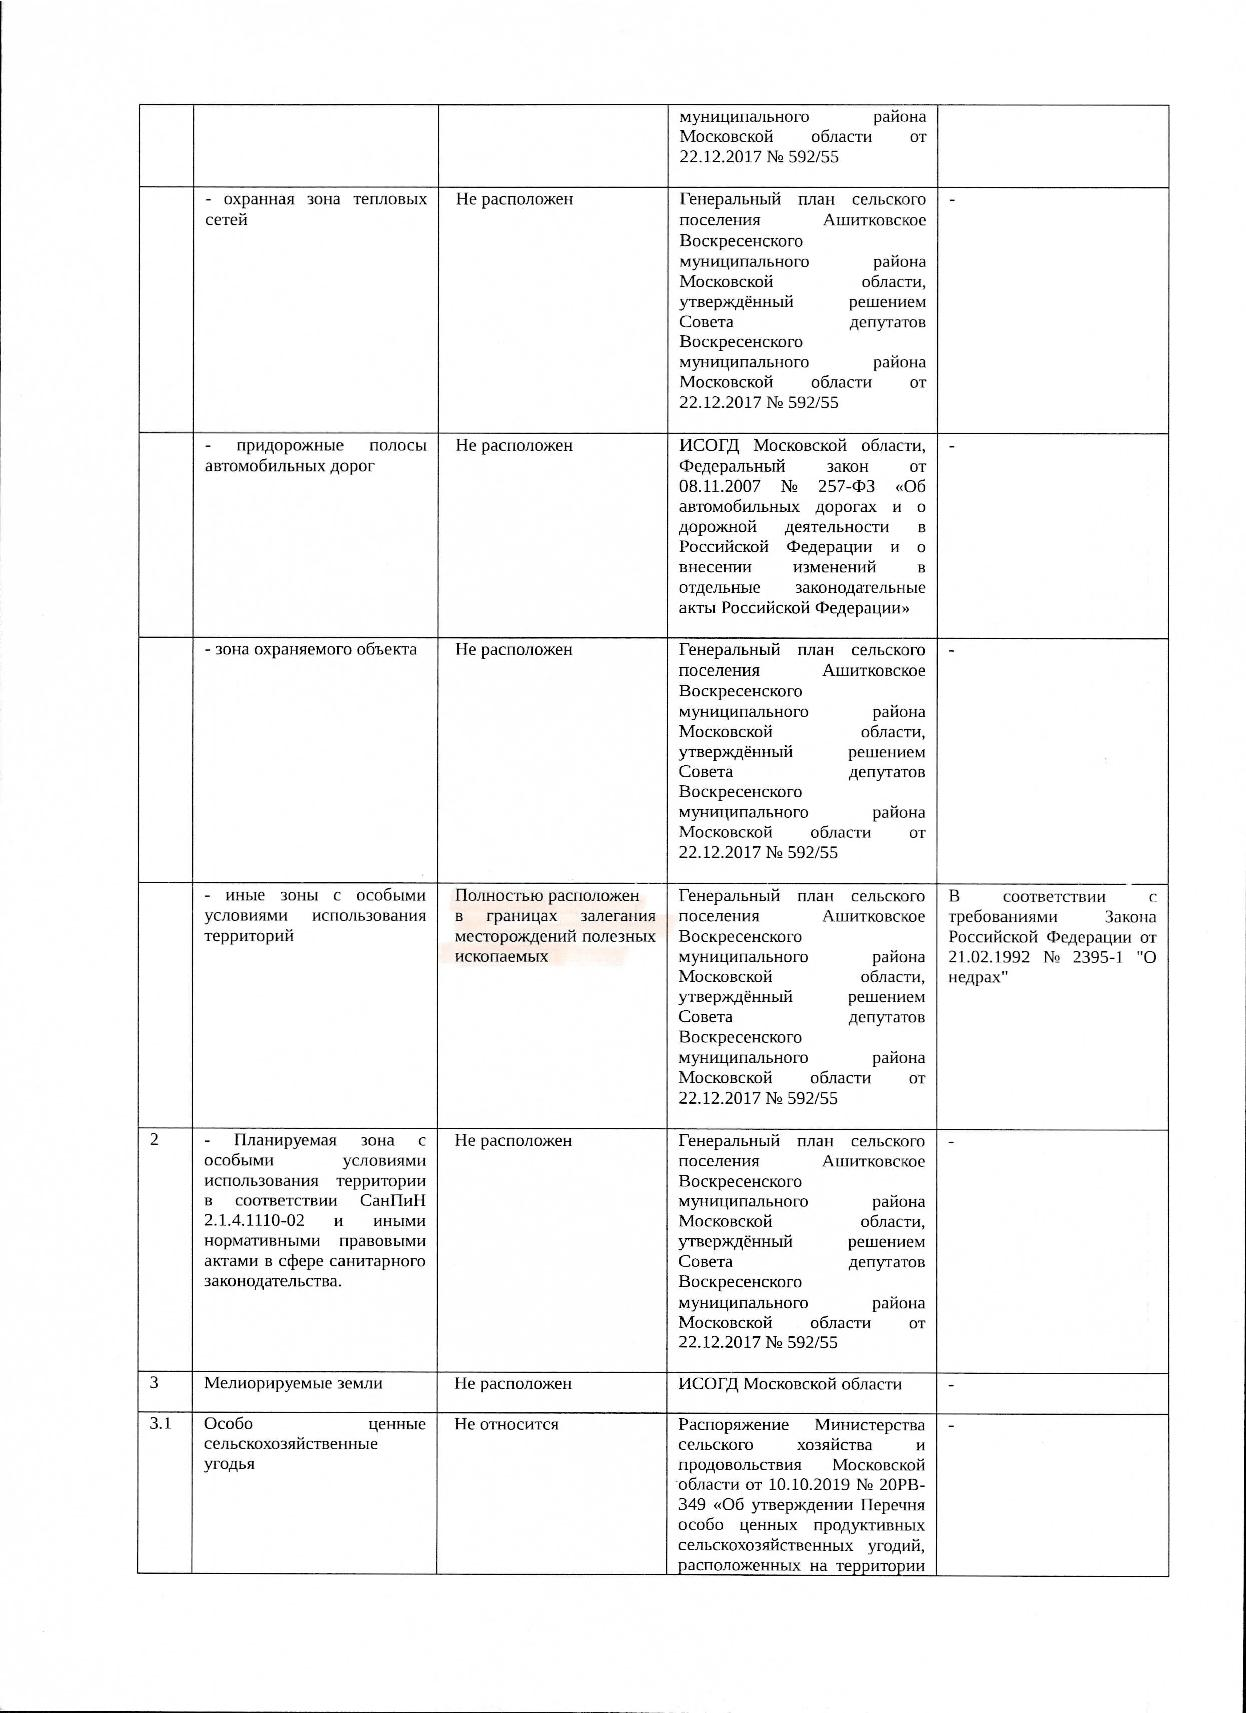 муниципального района
Московской области от
22.12.2017 № 592/55
- охранная зона тепловых
сетей
Не расположен
Генеральный план сельского
поселения Ашитковское
Воскресенского
муниципального района
Московской области,
утверждённый решением
Совета депутатов
Воскресенского
муниципального района
Московской области от
22.12.2017 № 592/55
-
- придорожные полосы
автомобильных дорог
Не расположен
ИСОГД Московской области,
Федеральный закон от
08.11.2007 № 257-ФЗ «Об
автомобильных дорогах и о
дорожной деятельности в
Российской Федерации и о
внесении изменений в
отдельные законодательные
акты Российской Федерации»
-
- зона охраняемого объекта
Не расположен
Генеральный план сельского
поселения Ашитковское
Воскресенского
муниципального района
Московской области,
утверждённый решением
Совета депутатов
Воскресенского
муниципального района
Московской области от
22.12.2017 № 592/55
-
- иные зоны с особыми
условиями использования
территорий
Полностью расположен
в границах залегания
месторождений полезных
ископаемых
Генеральный план сельского
поселения Ашитковское
Воскресенского
муниципального района
Московской области,
утверждённый решением
Совета депутатов
Воскресенского
муниципального района
Московской области от
22.12.2017 № 592/55
В соответствии с
требованиями Закона
Российской Федерации от
21.02.1992 № 2395-1 "О
недрах"
2
- Планируемая зона с
особыми условиями
использования территории
в соответствии СанПиН
2.1.4.1110-02 и иными
нормативными правовыми
актами в сфере санитарного
законодательства.
Не расположен
Генеральный план сельского
поселения Ашитковское
Воскресенского
муниципального района
Московской области,
утверждённый решением
Совета депутатов
Воскресенского
муниципального района
Московской области от
22.12.2017 № 592/55
-
3
Мелиорируемые земли
Не расположен
ИСОГД Московской области
-
3.1
Особо ценные
сельскохозяйственные
угодья
Не относится
Распоряжение Министерства
сельского хозяйства и
продовольствия Московской
области от 10.10.2019 № 20РВ-
349 «Об утверждении Перечня
особо ценных продуктивных
сельскохозяйственных угодий,
расположенных на территории
-